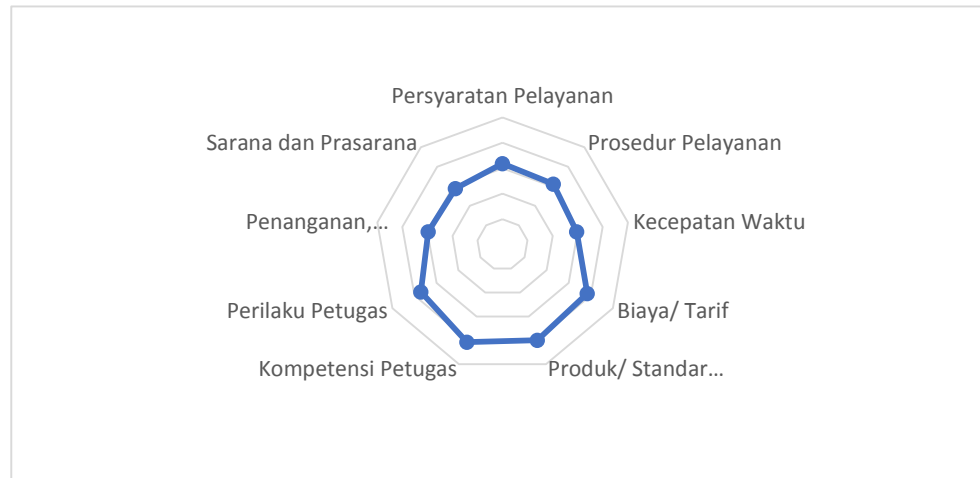 Persyaratan Pelayanan
Sarana dan Prasarana
Prosedur Pelayanan
Penanganan,...
Kecepatan Waktu
Perilaku Petugas
Biaya/ Tarif
Kompetensi Petugas
Produk/ Standar...